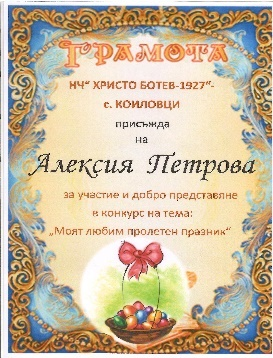 ГРАМОТА
НЧ" ХРИСТО БОТЕВ-1927"-
с. КОИЛОВЦИ
присъжда
на
Алексия Петрова
за участие и добро представяне
в конкурс на тема:
„Моят любим пролетен празник"